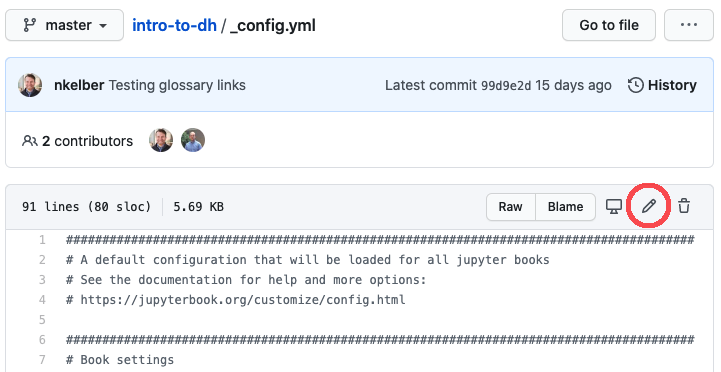 master intro-to-dh / _config.yml Go to file ...
nkelber Testing glossary links Latest commit 99d9e2d 15 days ago History
2 contributors
91 lines (80 sloc) 5.69 KB Raw Blame
1 ######################################################################################
2 # A default configuration that will be loaded for all jupyter books
3 # See the documentation for help and more options:
4 # https://jupyterbook.org/customize/config.html
5
6 ######################################################################################
7 # Book settings